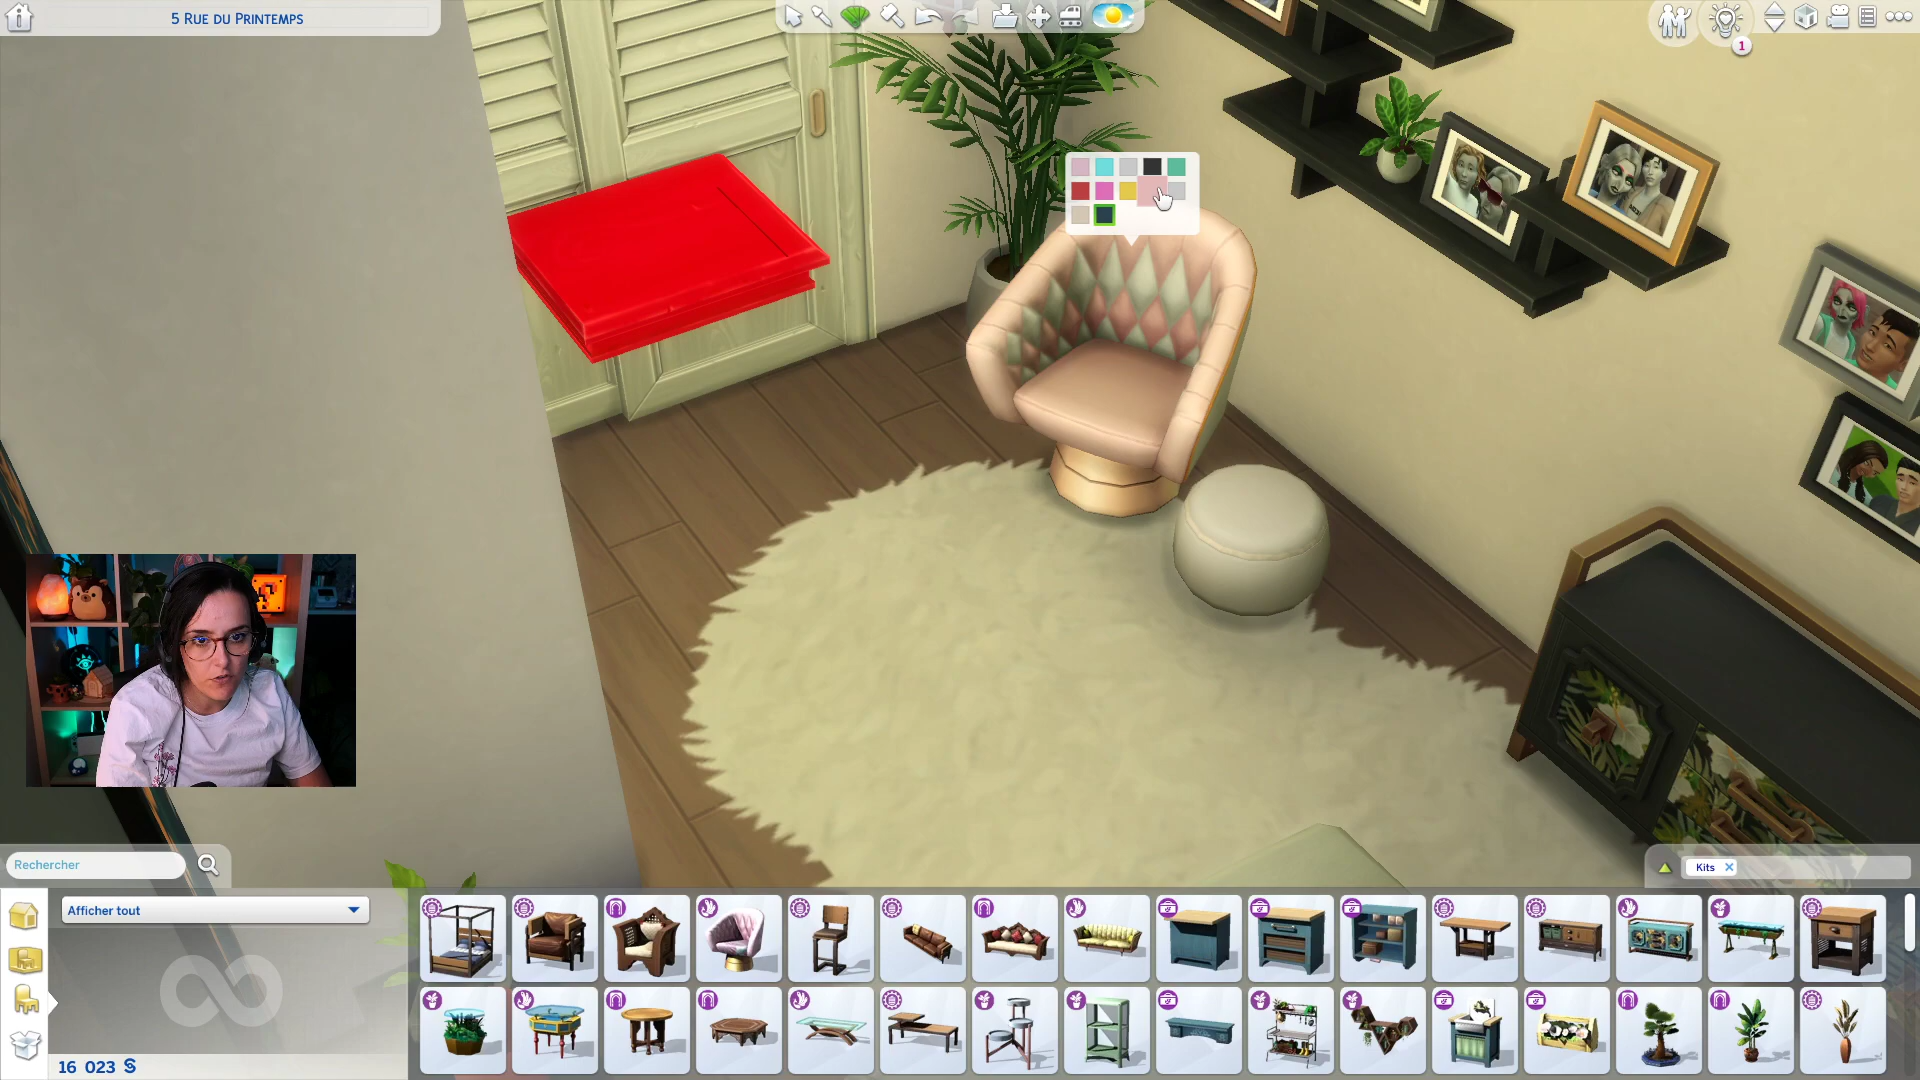 5 Rue du Printemps
1
Rechercher
Kits
Afficher tout
16 023 §